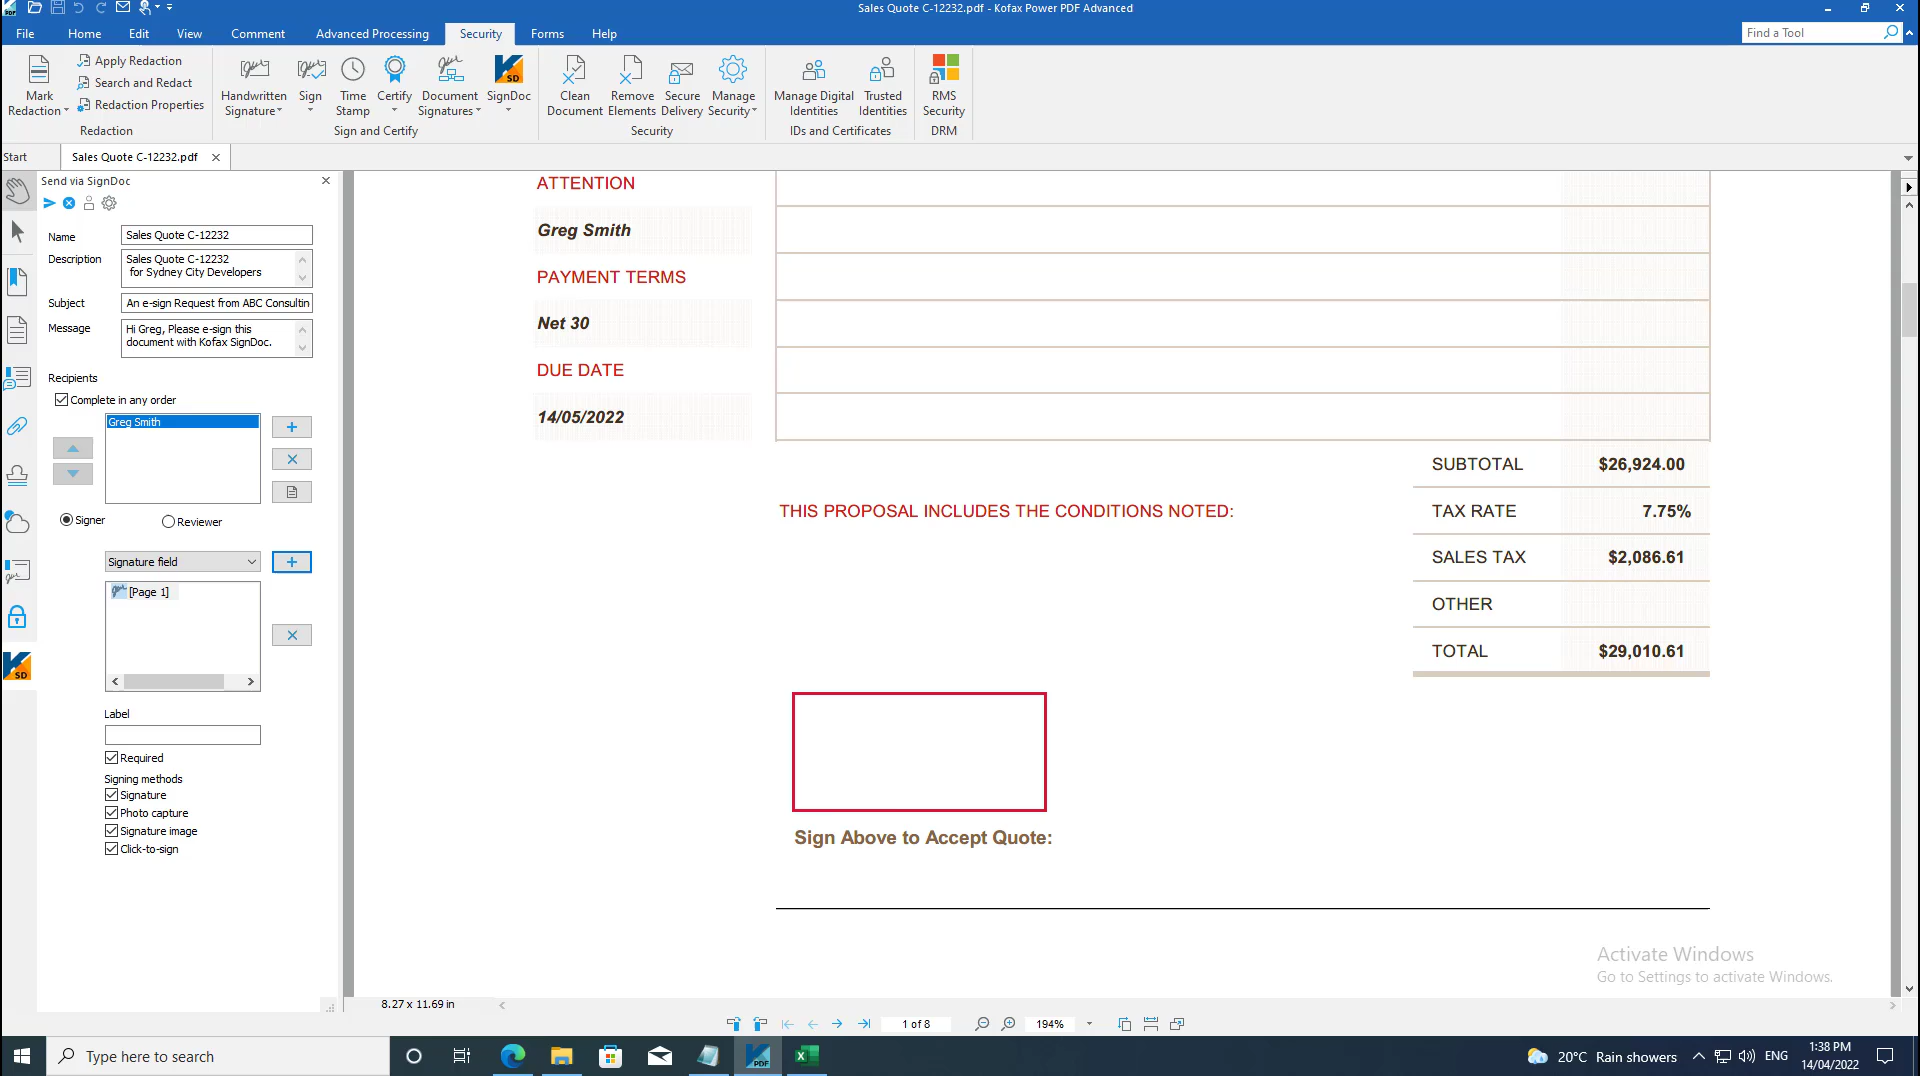 Sales Quote C-12232.pdf - Kofax Power PDF Advanced
File Home Edit View Comment Advanced Processing Security Forms Help
Find a Tool
Mark Redaction
Apply Redaction
Search and Redact
Redaction Properties
Redaction
Handwritten Signature
Sign
Time Stamp
Certify
Document Signatures
SD
SignDoc
Sign and Certify
Clean Document
Remove Elements
Secure Delivery
Manage Security
Security
Manage Digital Identities
Trusted Identities
IDs and Certificates
RMS Security
DRM
Start
Sales Quote C-12232.pdf
Send via SignDoc
Name
Sales Quote C-12232
Description
Sales Quote C-12232
for Sydney City Developers
Subject
An e-sign Request from ABC Consultin
Message
Hi Greg, Please e-sign this
document with Kofax SignDoc.
Recipients
Complete in any order
Greg Smith
Signer
Reviewer
Signature field
[Page 1]
SD
Label
Required
Signing methods
Signature
Photo capture
Signature image
Click-to-sign
ATTENTION
Greg Smith
PAYMENT TERMS
Net 30
DUE DATE
14/05/2022
SUBTOTAL $26,924.00
THIS PROPOSAL INCLUDES THE CONDITIONS NOTED:
TAX RATE 7.75%
SALES TAX $2,086.61
OTHER
TOTAL $29,010.61
Sign Above to Accept Quote:
Activate Windows
Go to Settings to activate Windows.
8.27 x 11.69 in
1 of 8
194%
Type here to search
PDF
20°C Rain showers
ENG
1:38 PM
14/04/2022